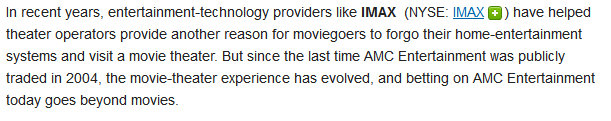 In recent years, entertainment-technology providers like IMAX (NYSE: IMAX) have helped
theater operators provide another reason for moviegoers to forgo their home-entertainment
systems and visit a movie theater. But since the last time AMC Entertainment was publicly
traded in 2004, the movie-theater experience has evolved, and betting on AMC Entertainment
today goes beyond movies.